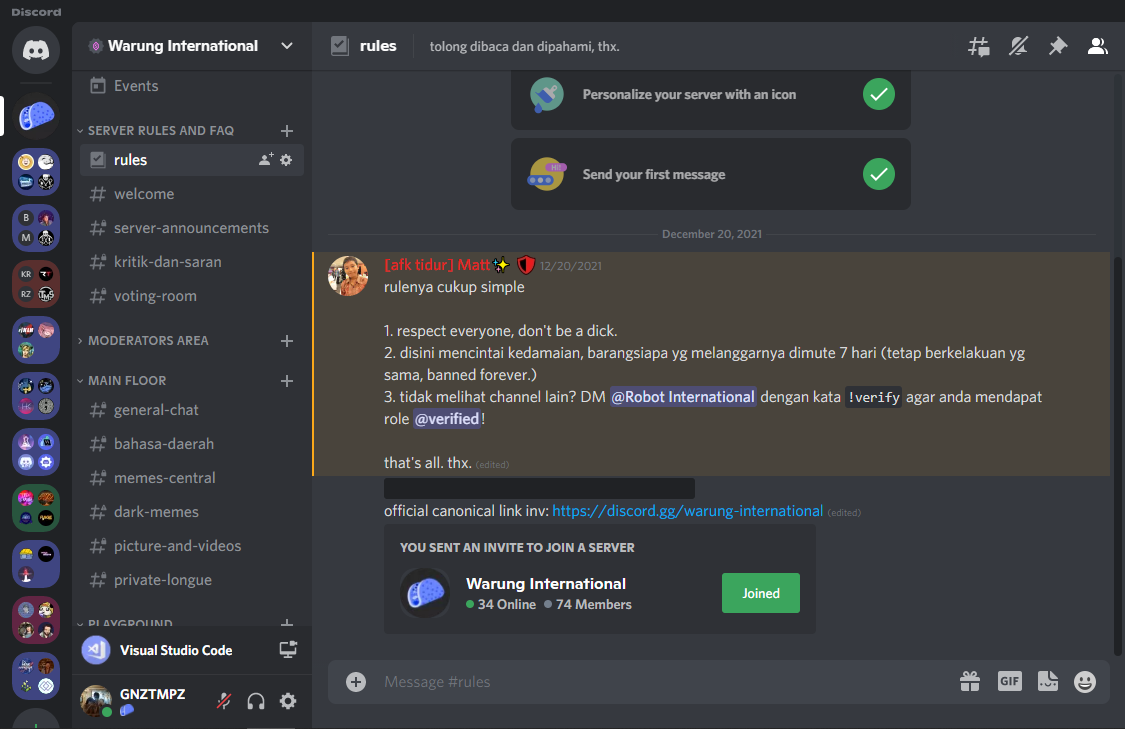 Discord
Warung International
rules
tolong dibaca dan dipahami, thx.
Events
SERVER RULES AND FAQ
rules
welcome
server-announcements
kritik-dan-saran
voting-room
MODERATORS AREA
MAIN FLOOR
general-chat
bahasa-daerah
memes-central
dark-memes
picture-and-videos
private-longue
PLAYGROUND
B
M
KR
RZ
Visual Studio Code
GNZTMPZ
Personalize your server with an icon
HI!
Send your first message
December 20, 2021
[afk tidur] Matt✨ 12/20/2021
rulenya cukup simple
1. respect everyone, don't be a dick.
2. disini mencintai kedamaian, barangsiapa yg melanggarnya dimute 7 hari (tetap berkelakuan yg
sama, banned forever.)
3. tidak melihat channel lain? DM @Robot International dengan kata !verify agar anda mendapat
role @verified!
that's all. thx. (edited)
official canonical link inv: https://discord.gg/warung-international (edited)
YOU SENT AN INVITE TO JOIN A SERVER
Warung International
34 Online 74 Members
Joined
Message #rules
GIF